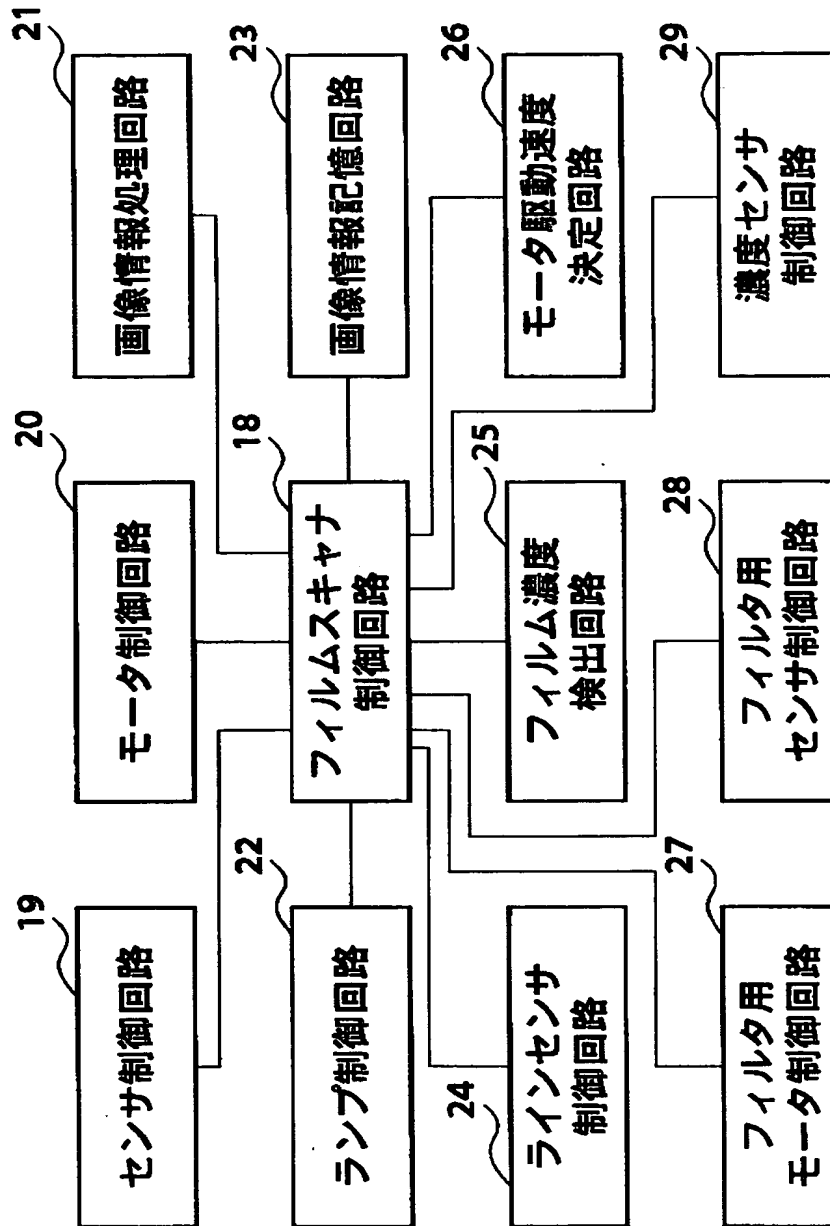 19
センサ制御回路
20
モータ制御回路
21
画像情報処理回路
22
ランプ制御回路
18
フィルムスキャナ
制御回路
23
画像情報記憶回路
24
ラインセンサ
制御回路
25
フィルム濃度
検出回路
26
モータ駆動速度
決定回路
27
フィルタ用
モータ制御回路
28
フィルタ用
センサ制御回路
29
濃度センサ
制御回路